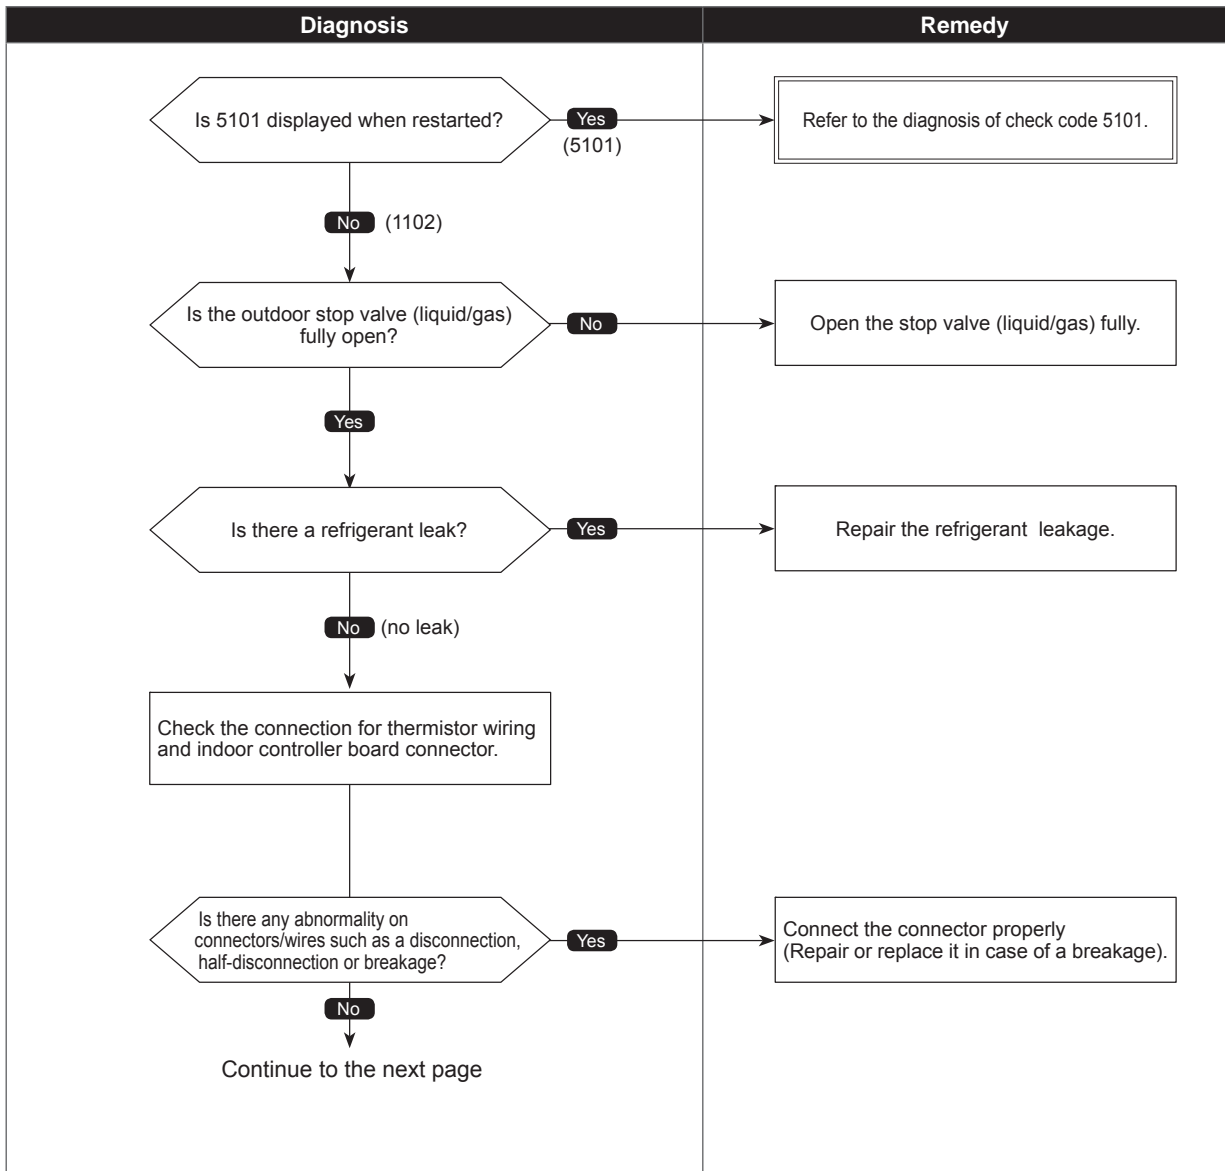 Diagnosis
Remedy
Is 5101 displayed when restarted?
Yes
(5101)
Refer to the diagnosis of check code 5101.
No (1102)
Is the outdoor stop valve (liquid/gas)
fully open?
No
Open the stop valve (liquid/gas) fully.
Yes
Is there a refrigerant leak?
Yes
Repair the refrigerant leakage.
No (no leak)
Check the connection for thermistor wiring
and indoor controller board connector.
Is there any abnormality on
connectors/wires such as a disconnection,
half-disconnection or breakage?
Yes
Connect the connector properly
(Repair or replace it in case of a breakage).
No
Continue to the next page